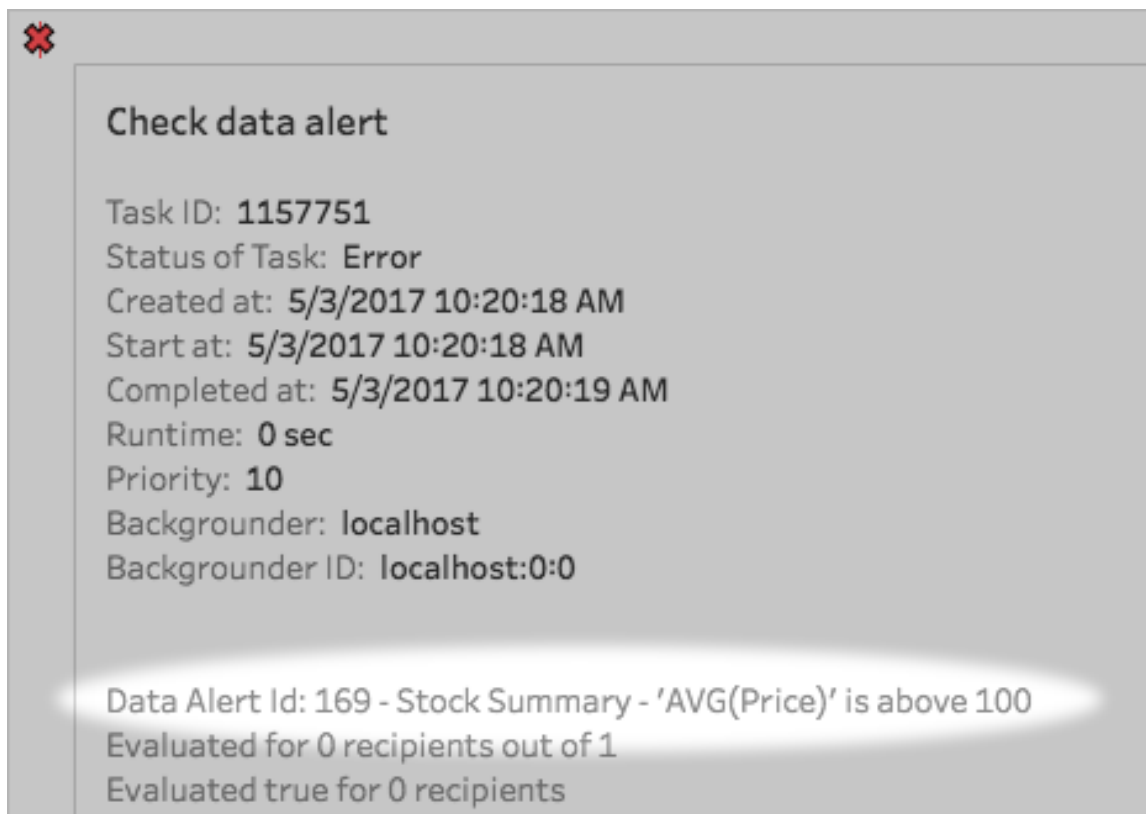 Check data alert
Task ID: 1157751
Status of Task: Error
Created at: 5/3/2017 10:20:18 AM
Start at: 5/3/2017 10:20:18 AM
Completed at: 5/3/2017 10:20:19 AM
Runtime: 0 sec
Priority: 10
Backgrounder: localhost
Backgrounder ID: localhost:0:0
Data Alert Id: 169 - Stock Summary - 'AVG(Price)' is above 100
Evaluated for 0 recipients out of 1
Evaluated true for 0 recipients